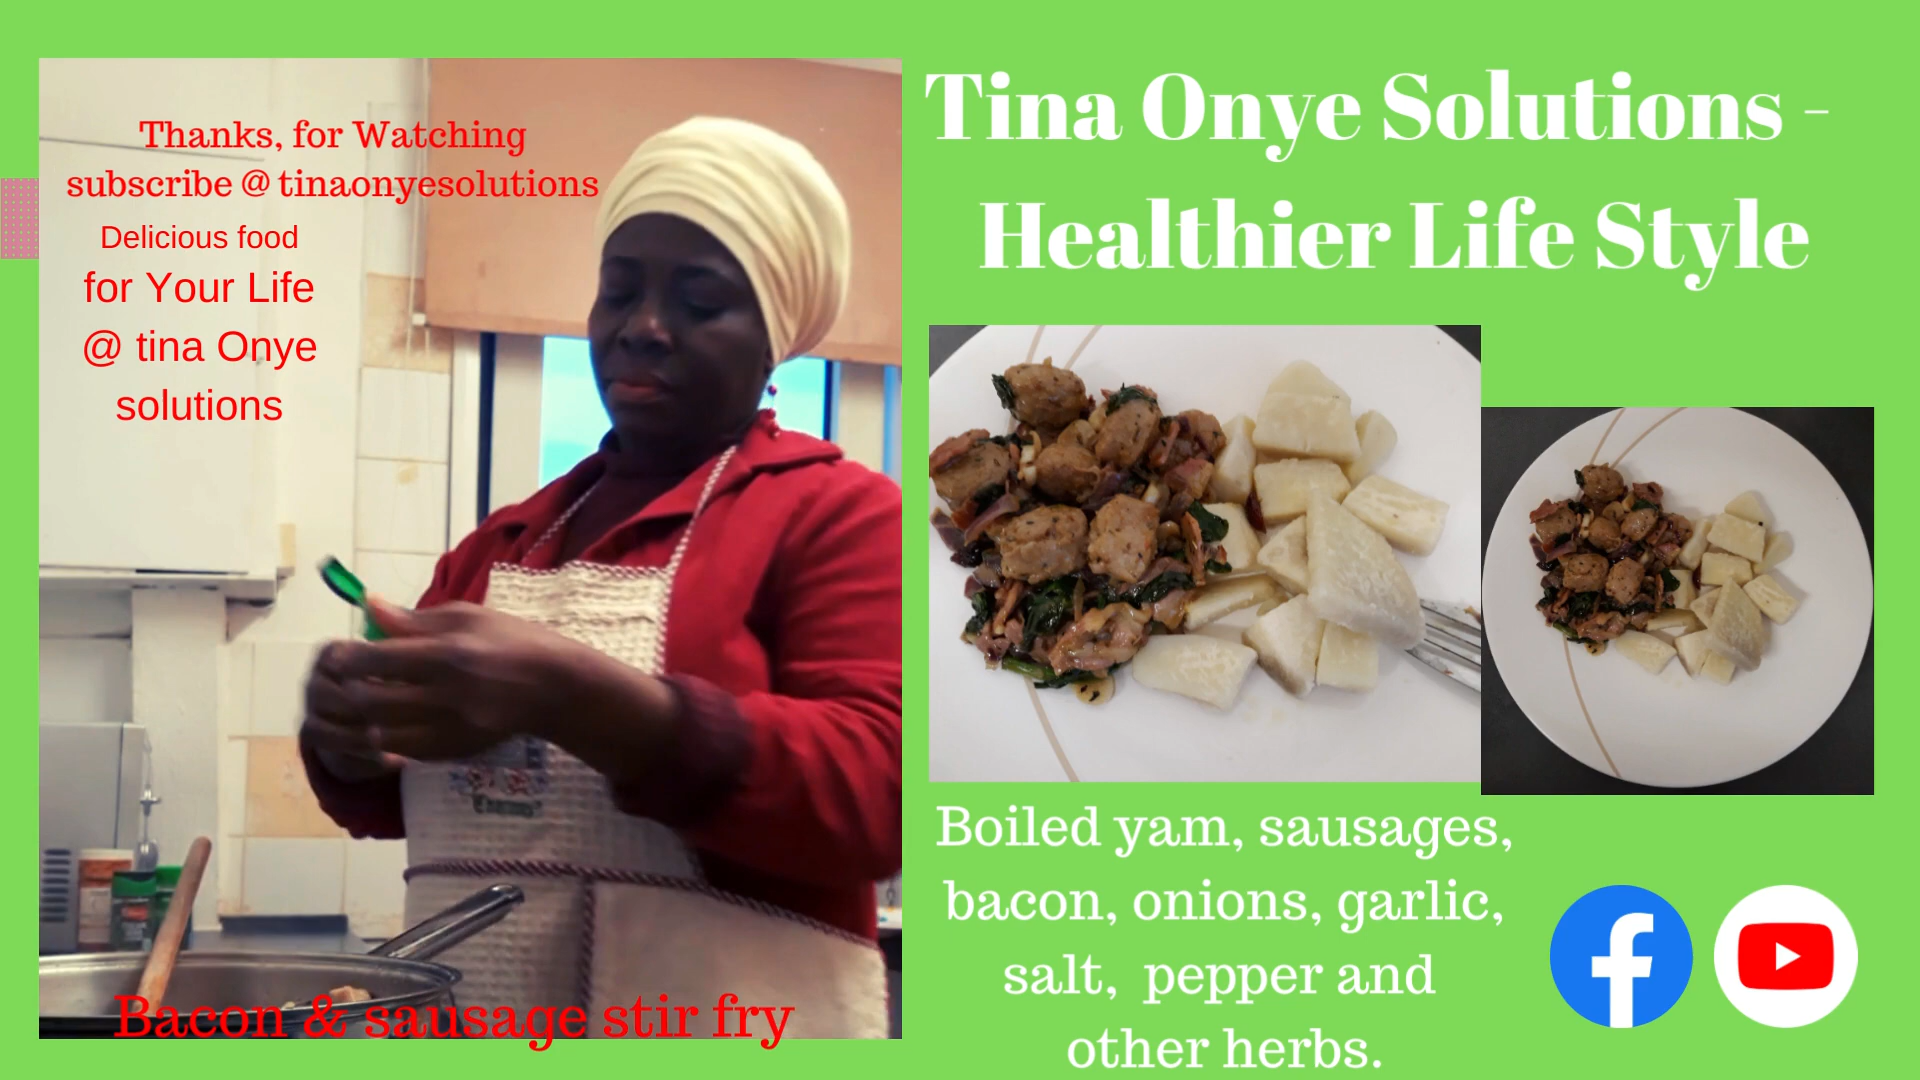 Thanks, for Watching
subscribe @ tinaonyesolutions
Delicious food
for Your Life
@ tina Onye
solutions
Bacon & sausage stir fry
Tina Onye Solutions -
Healthier Life Style
Boiled yam, sausages,
bacon, onions, garlic,
salt, pepper and
other herbs.